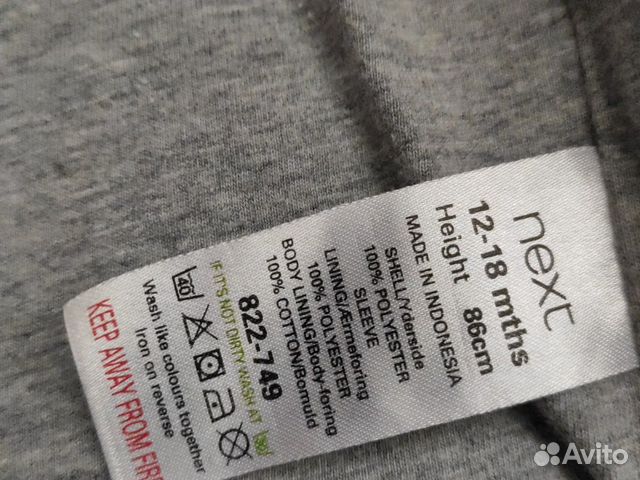 next
12-18 mths
Height 86cm
MADE IN INDONESIA
SHELL/Yderside
100% POLYESTER
SLEEVE
LINING/Ærmeforing
100% POLYESTER
BODY LINING/Body-foring
100% COTTON/Bomuld
822-749
IF IT'S NOT DIRTY WASH AT
40
Wash like colours together
Iron on reverse
KEEP AWAY FROM FIRE
Avito